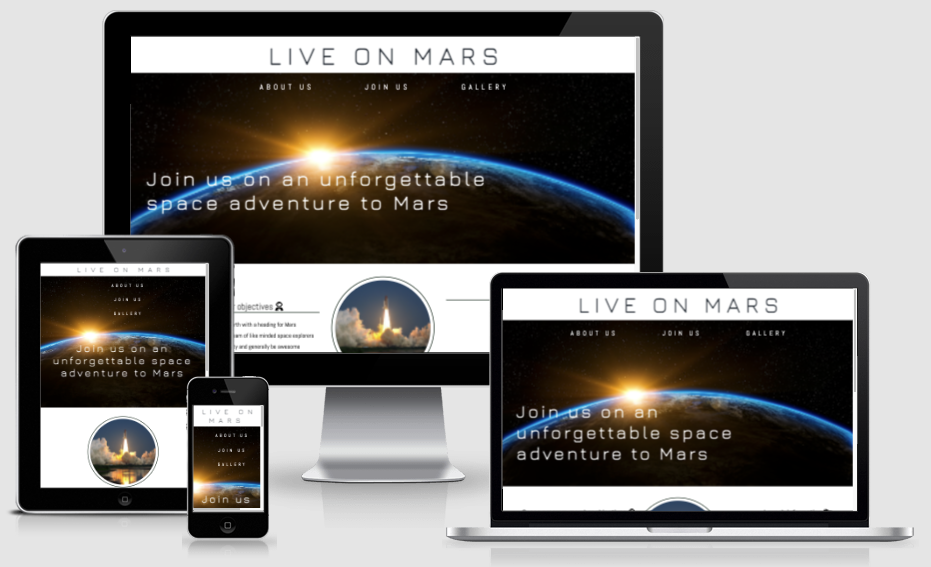 LIVE ON MARS
ABOUT US JOIN US GALLERY
Join us on an unforgettable
space adventure to Mars
objectives
rth with a heading for Mars
am of like minded space explorers
y and generally be awesome
LIVE ON MARS
ABOUT US
JOIN US
GALLERY
Join us on an
unforgettable space
adventure to Mars
LIVE ON
MARS
ABOUT US
JOIN US
GALLERY
Join us
LIVE ON MARS
ABOUT US JOIN US GALLERY
Join us on an
unforgettable space
adventure to Mars